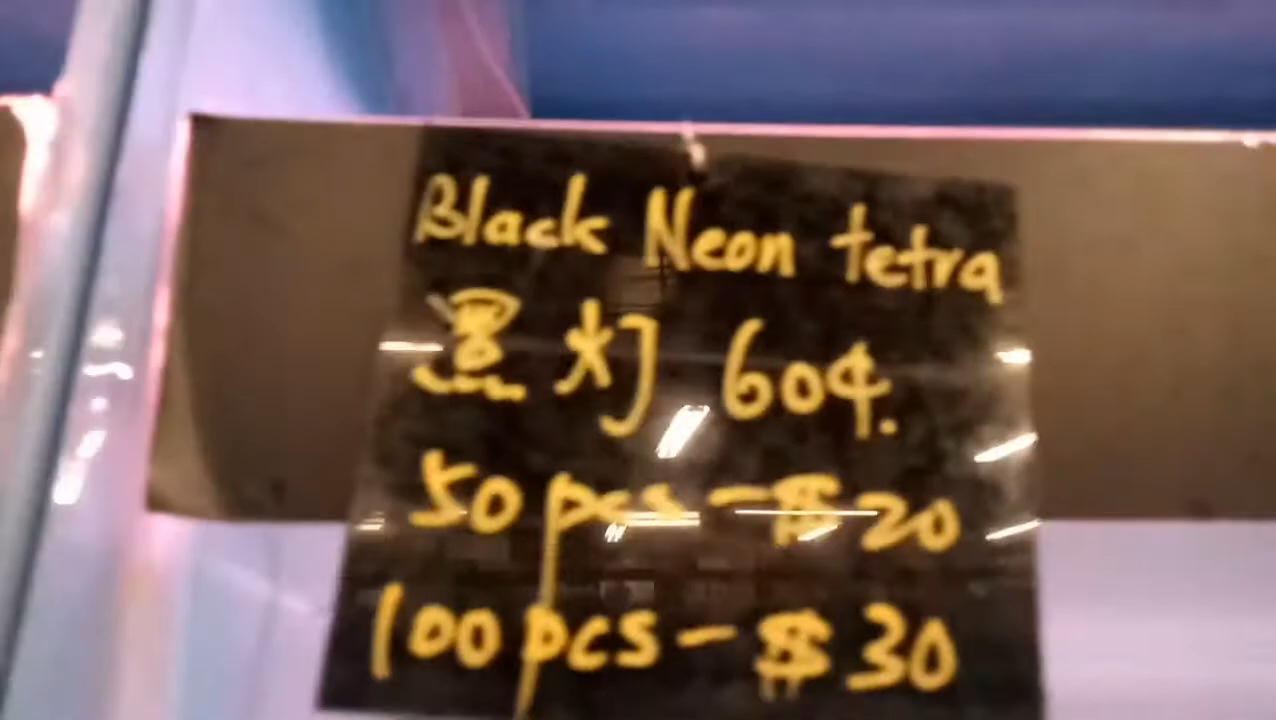 Black Neon tetra
黑灯 60¢.
50 pcs - $20
100 pcs - $30